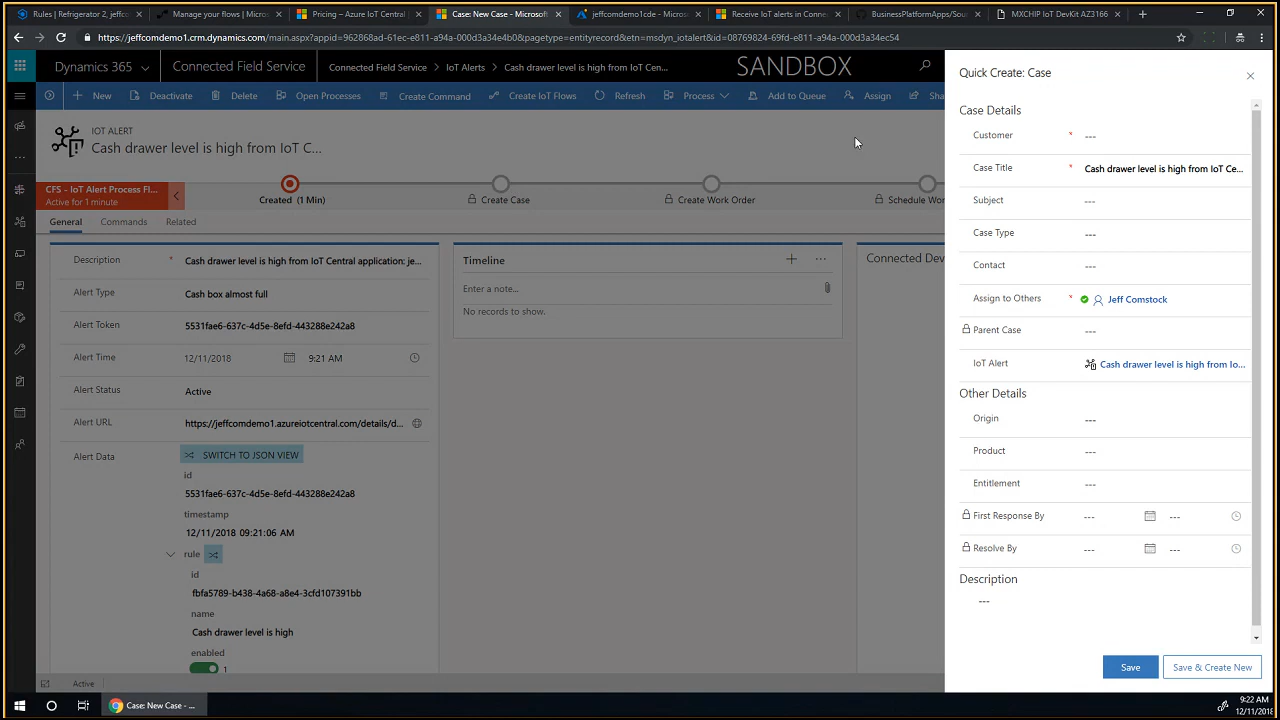 Rules | Refrigerator 2, jeffcom
Manage your flows | Microsoft
Pricing – Azure IoT Central
Case: New Case - Microsoft
jeffcomdemo1cde - Microsoft
Receive IoT alerts in Connec
BusinessPlatformApps/Sou
MXCHIP IoT DevKit AZ3166
https://jeffcomdemo1.crm.dynamics.com/main.aspx?appid=962868ad-61ec-e811-a94a-000d3a34e4b0&pagetype=entityrecord&etn=msdyn_iotalert&id=08769824-69fd-e811-a94a-000d3a34ec54
Dynamics 365
Connected Field Service
Connected Field Service > IoT Alerts > Cash drawer level is high from IoT Cen...
SANDBOX
New
Deactivate
Delete
Open Processes
Create Command
Create IoT Flows
Refresh
Process
Add to Queue
Assign
Sha
IOT ALERT
Cash drawer level is high from IoT C...
CFS - IoT Alert Process Fl...
Active for 1 minute
Created (1 Min)
Create Case
Create Work Order
Schedule Wor
General
Commands
Related
Description * Cash drawer level is high from IoT Central application: je...
Alert Type Cash box almost full
Alert Token 5531fae6-637c-4d5e-8efd-443288e242a8
Alert Time 12/11/2018 9:21 AM
Alert Status Active
Alert URL https://jeffcomdemo1.azureiotcentral.com/details/d...
Alert Data SWITCH TO JSON VIEW
id
5531fae6-637c-4d5e-8efd-443288e242a8
timestamp
12/11/2018 09:21:06 AM
rule
id
fbfa5789-b438-4a68-a8e4-3cfd107391bb
name
Cash drawer level is high
enabled
1
Timeline
Enter a note...
No records to show.
Connected Dev
Active
Quick Create: Case
Case Details
Customer * ---
Case Title * Cash drawer level is high from IoT Ce...
Subject ---
Case Type ---
Contact ---
Assign to Others * Jeff Comstock
Parent Case ---
IoT Alert Cash drawer level is high from Io...
Other Details
Origin ---
Product ---
Entitlement ---
First Response By --- ---
Resolve By --- ---
Description
---
Save
Save & Create New
Case: New Case - ...
9:22 AM
12/11/2018